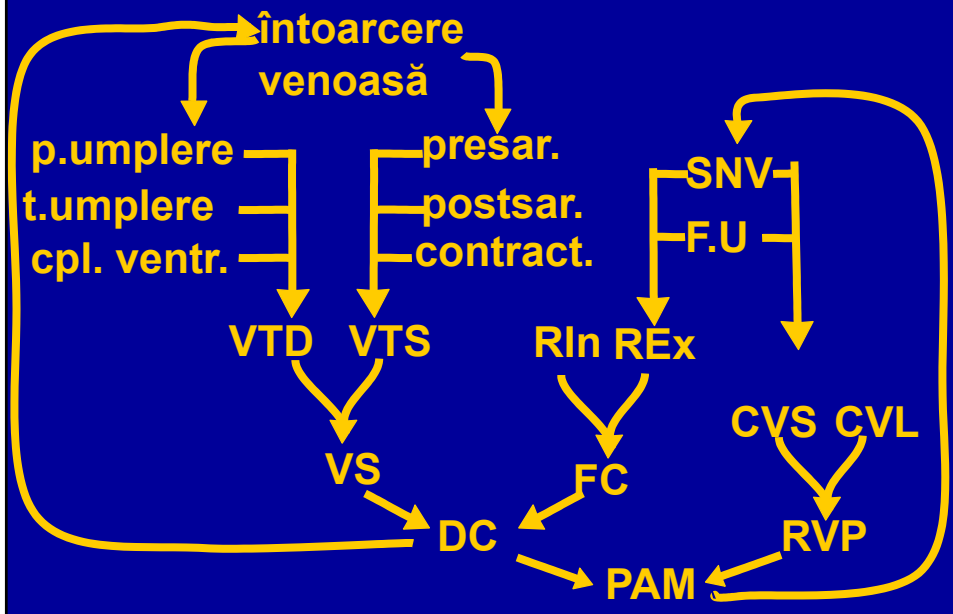 întoarcere
venoasă
p.umplere
presar.
SNV
t.umplere
postsar.
F.U
cpl. ventr.
contract.
VTD VTS
RIn REx
CVS CVL
VS
FC
DC
RVP
PAM